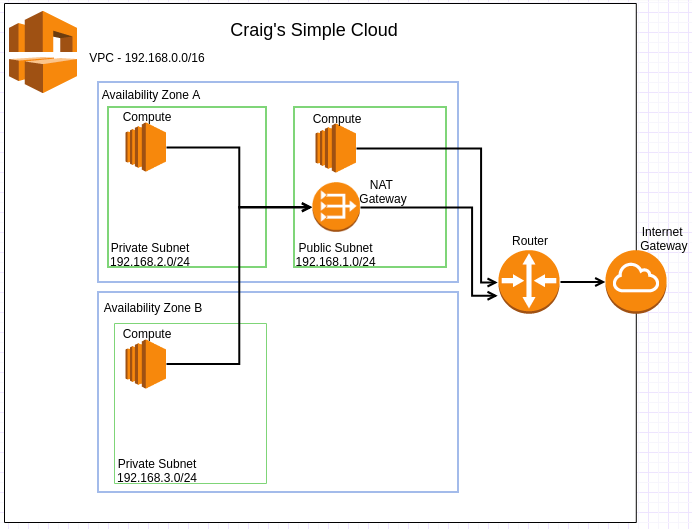 Craig's Simple Cloud
VPC - 192.168.0.0/16
Availability Zone A
Compute
Private Subnet
192.168.2.0/24
Compute
NAT
Gateway
Public Subnet
192.168.1.0/24
Router
Internet
Gateway
Availability Zone B
Compute
Private Subnet
192.168.3.0/24